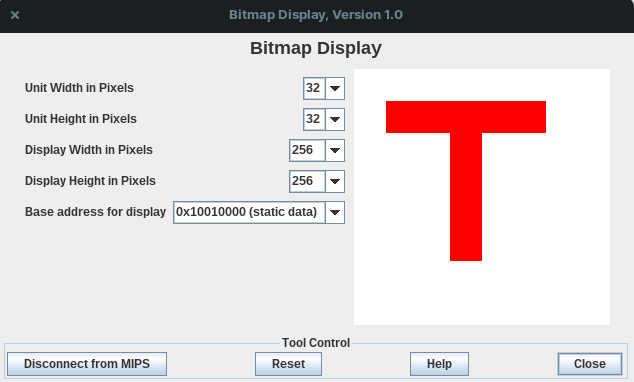 Bitmap Display, Version 1.0
Bitmap Display
Unit Width in Pixels 32
Unit Height in Pixels 32
Display Width in Pixels 256
Display Height in Pixels 256
Base address for display 0x10010000 (static data)
T
Tool Control
Disconnect from MIPS Reset Help Close